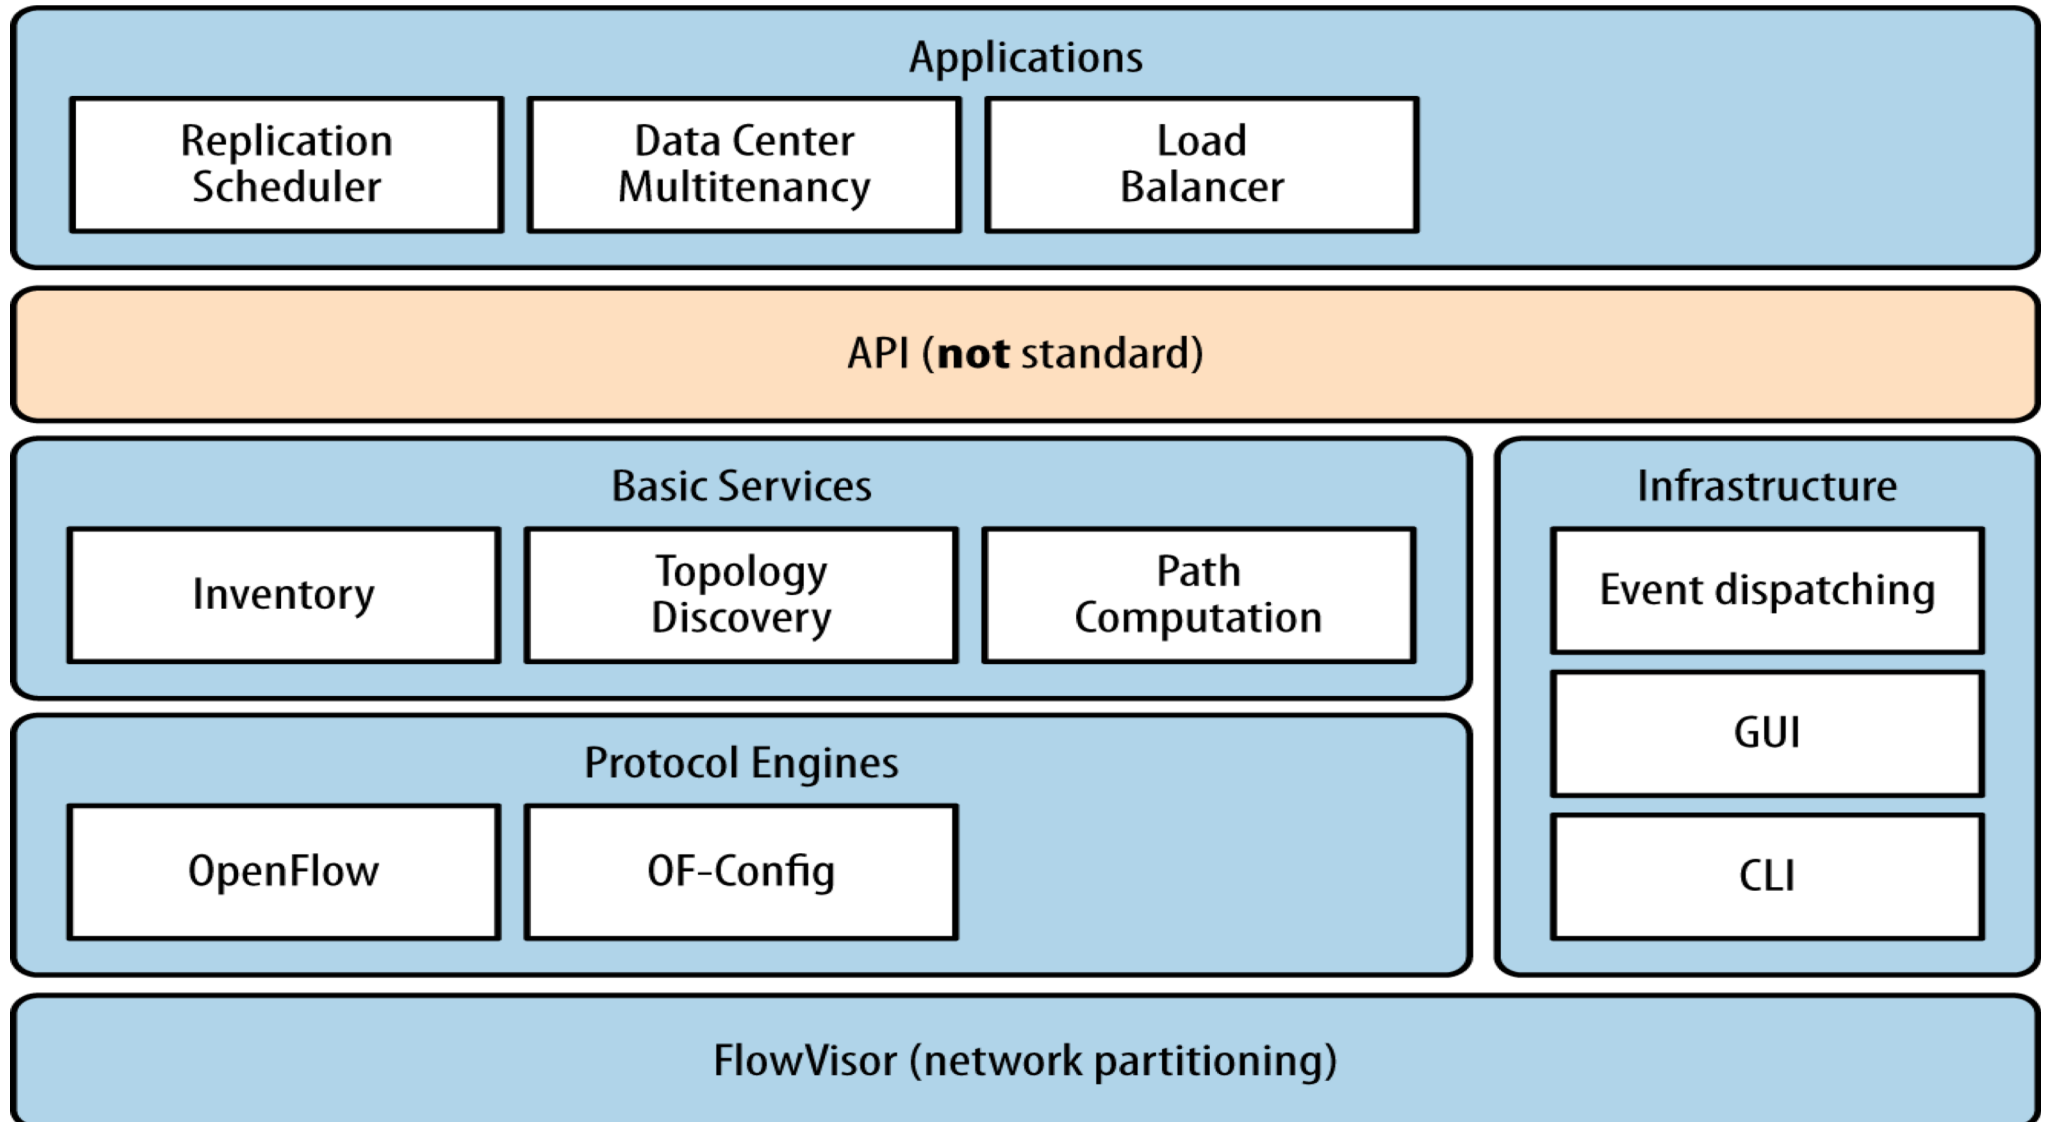 Applications
Replication
Scheduler
Data Center
Multitenancy
Load
Balancer
API (not standard)
Basic Services
Inventory
Topology
Discovery
Path
Computation
Infrastructure
Event dispatching
GUI
CLI
Protocol Engines
OpenFlow
OF-Config
FlowVisor (network partitioning)